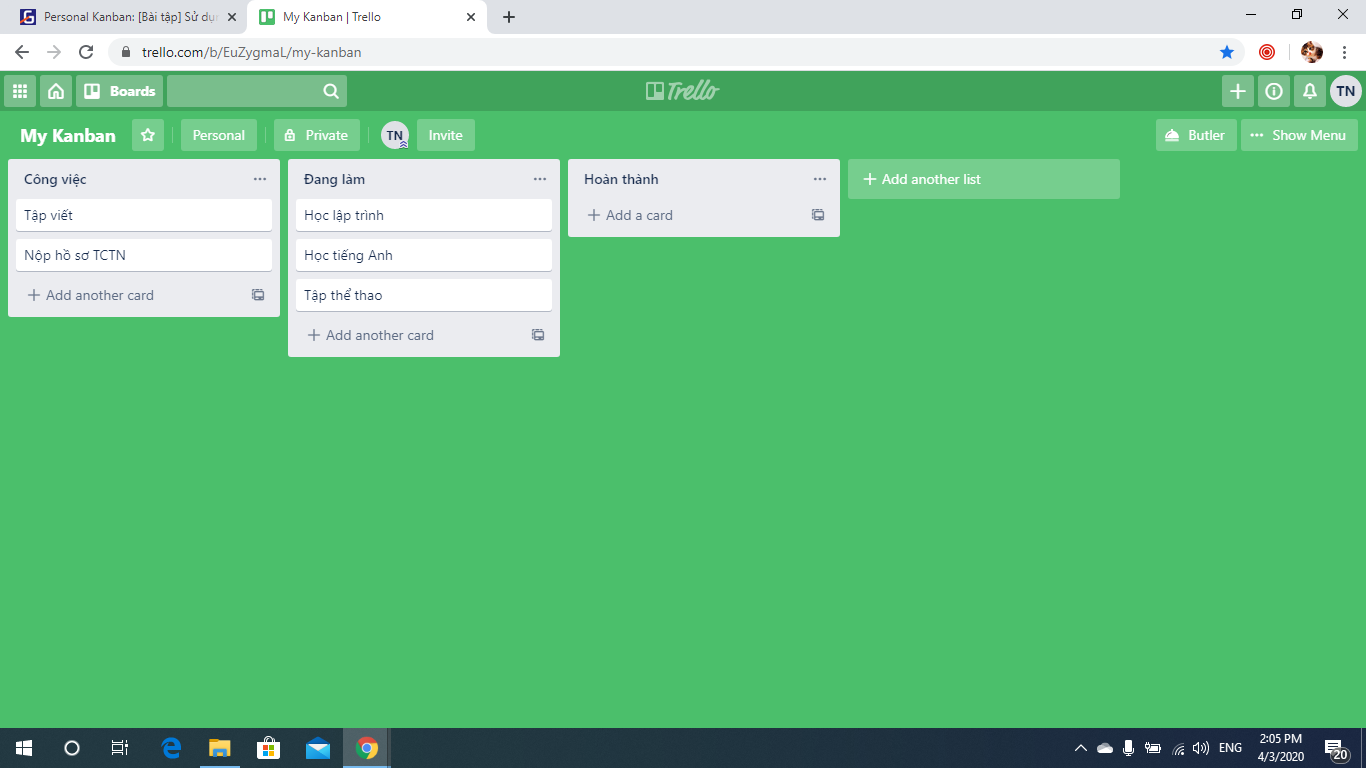 Personal Kanban: [Bài tập] Sử dụ
My Kanban | Trello
trello.com/b/EuZygmaL/my-kanban
Boards
Trello
TN
My Kanban
Personal
Private
TN
Invite
Butler
Show Menu
Công việc
Tập viết
Nộp hồ sơ TCTN
Add another card
Đang làm
Học lập trình
Học tiếng Anh
Tập thể thao
Add another card
Hoàn thành
Add a card
Add another list
ENG
2:05 PM
4/3/2020
20